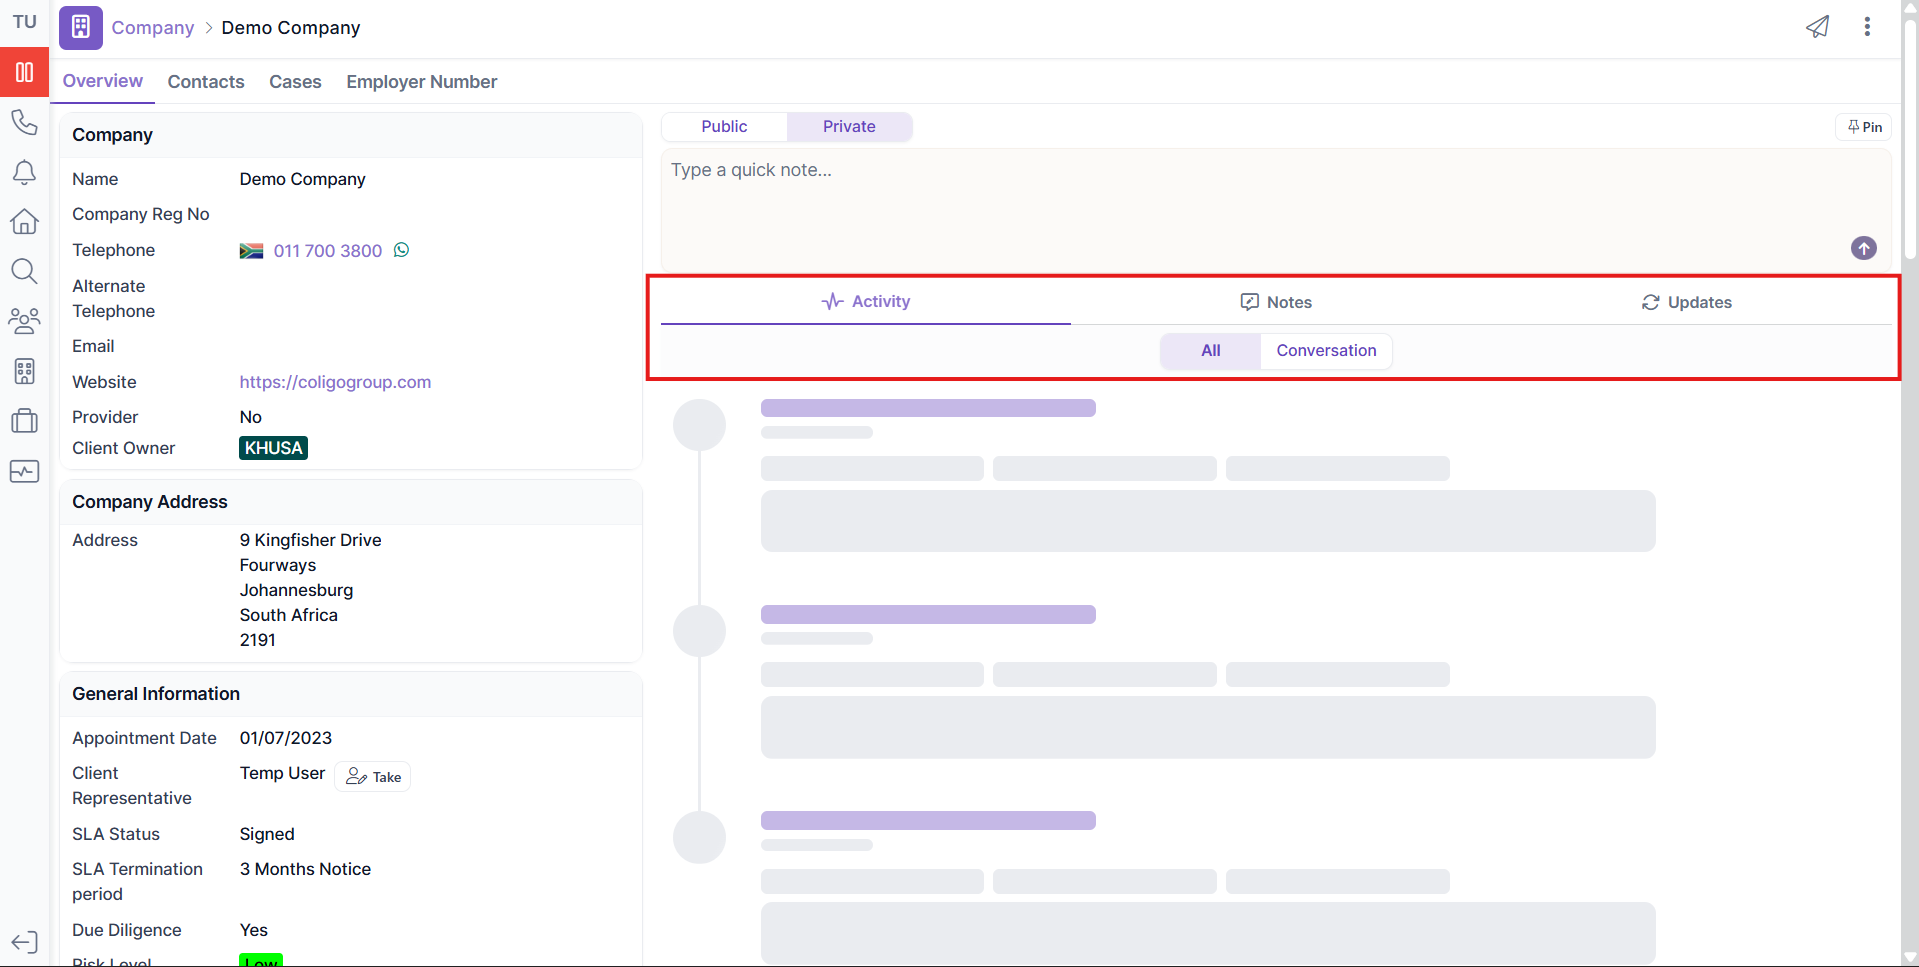 TU
Company > Demo Company
Overview Contacts Cases Employer Number
Company
Name Demo Company
Company Reg No
Telephone 011 700 3800
Alternate
Telephone
Email
Website https://coligogroup.com
Provider No
Client Owner KHUSA
Company Address
Address 9 Kingfisher Drive
Fourways
Johannesburg
South Africa
2191
General Information
Appointment Date 01/07/2023
Client Temp User Take
Representative
SLA Status Signed
SLA Termination 3 Months Notice
period
Due Diligence Yes
Risk Level Low
Public Private Pin
Type a quick note...
Activity Notes Updates
All Conversation